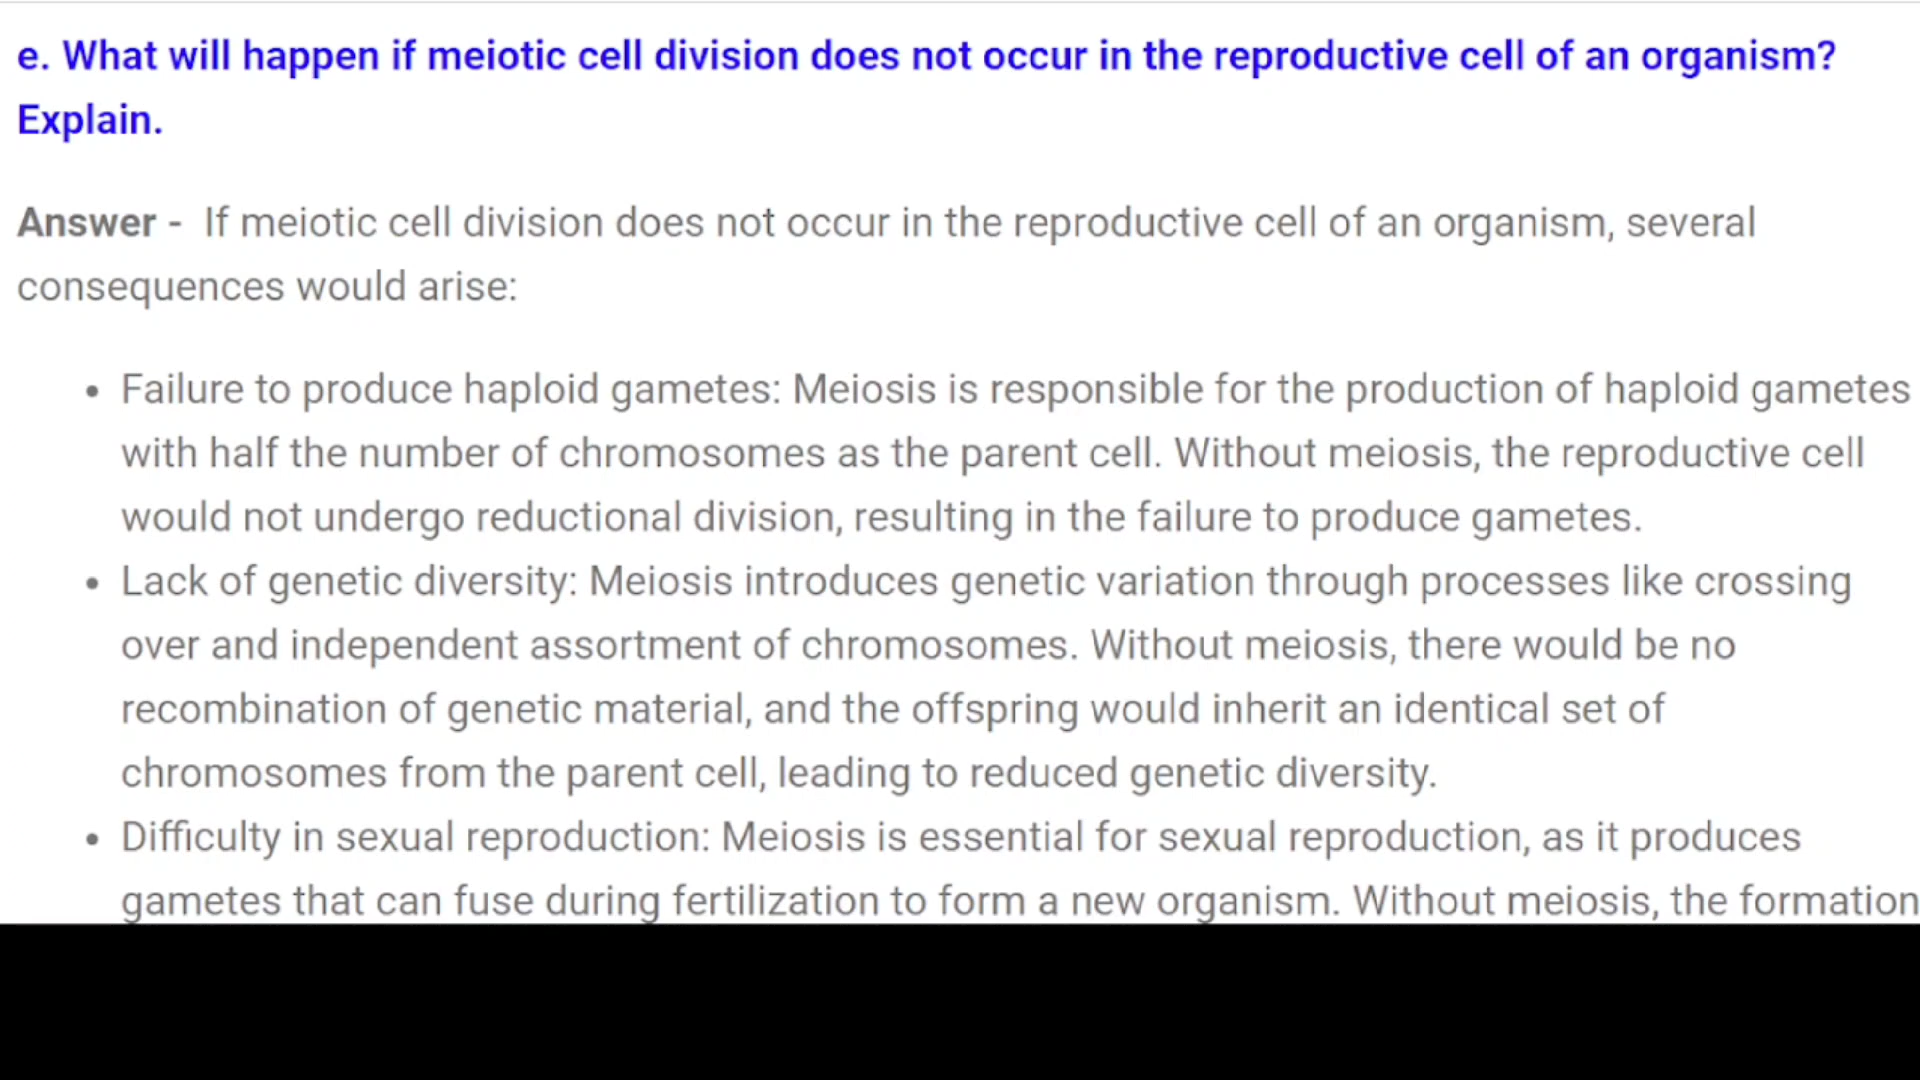 e. What will happen if meiotic cell division does not occur in the reproductive cell of an organism?
Explain.
Answer - If meiotic cell division does not occur in the reproductive cell of an organism, several
consequences would arise:
• Failure to produce haploid gametes: Meiosis is responsible for the production of haploid gametes
with half the number of chromosomes as the parent cell. Without meiosis, the reproductive cell
would not undergo reductional division, resulting in the failure to produce gametes.
• Lack of genetic diversity: Meiosis introduces genetic variation through processes like crossing
over and independent assortment of chromosomes. Without meiosis, there would be no
recombination of genetic material, and the offspring would inherit an identical set of
chromosomes from the parent cell, leading to reduced genetic diversity.
• Difficulty in sexual reproduction: Meiosis is essential for sexual reproduction, as it produces
gametes that can fuse during fertilization to form a new organism. Without meiosis, the formation